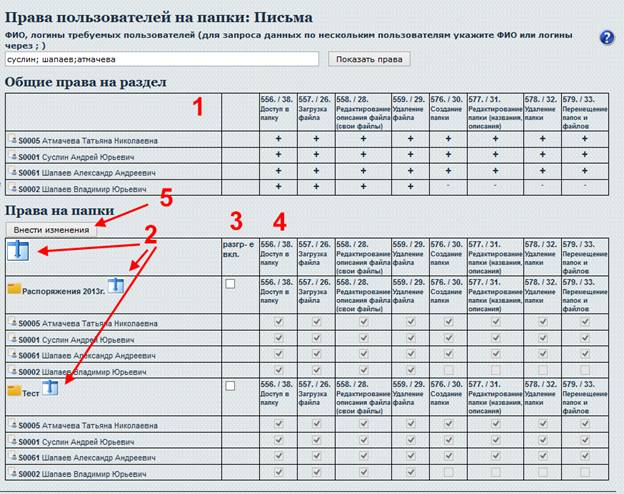 Права пользователей на папки: Письма
ФИО, логины требуемых пользователей (для запроса данных по нескольким пользователям укажите ФИО или логины
через ; )
суслин; шапаев;атмачева Показать права
?
Общие права на раздел
1
556. / 38. Доступ в папку 557. / 26. Загрузка файла 558. / 28. Редактирование описания файла (свои файлы) 559. / 29. Удаление файла 576. / 30. Создание папки 577. / 31. Редактирование папки (названия, описания) 578. / 32. Удаление папки 579. / 33. Перемещение папок и файлов
S0005 Атмачева Татьяна Николаевна + + + + + + + +
S0001 Суслин Андрей Юрьевич + + + + + + + +
S0061 Шапаев Александр Андреевич + + + + + + + +
S0002 Шапаев Владимир Юрьевич + + + + - - - -
Права на папки
5
Внести изменения
2 3 4
разгр- е вкл. 556. / 38. Доступ в папку 557. / 26. Загрузка файла 558. / 28. Редактирование описания файла (свои файлы) 559. / 29. Удаление файла 576. / 30. Создание папки 577. / 31. Редактирование папки (названия, описания) 578. / 32. Удаление папки 579. / 33. Перемещение папок и файлов
Распоряжения 2013г. 556. / 38. Доступ в папку 557. / 26. Загрузка файла 558. / 28. Редактирование описания файла (свои файлы) 559. / 29. Удаление файла 576. / 30. Создание папки 577. / 31. Редактирование папки (названия, описания) 578. / 32. Удаление папки 579. / 33. Перемещение папок и файлов
S0005 Атмачева Татьяна Николаевна
S0001 Суслин Андрей Юрьевич
S0061 Шапаев Александр Андреевич
S0002 Шапаев Владимир Юрьевич
Тест 556. / 38. Доступ в папку 557. / 26. Загрузка файла 558. / 28. Редактирование описания файла (свои файлы) 559. / 29. Удаление файла 576. / 30. Создание папки 577. / 31. Редактирование папки (названия, описания) 578. / 32. Удаление папки 579. / 33. Перемещение папок и файлов
S0005 Атмачева Татьяна Николаевна
S0001 Суслин Андрей Юрьевич
S0061 Шапаев Александр Андреевич
S0002 Шапаев Владимир Юрьевич